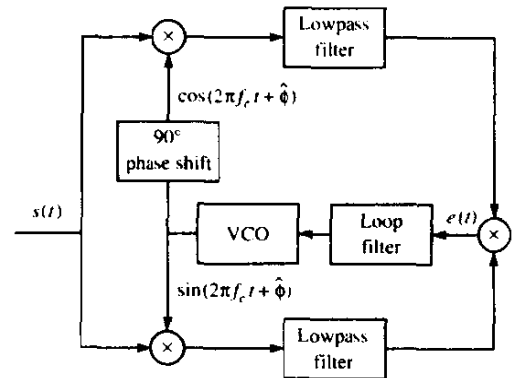 Lowpass
filter
×
cos(2πf_c t + ϕ̂)
90°
phase shift
s(t)
VCO
Loop
filter
e(t)
×
sin(2πf_c t + ϕ̂)
×
Lowpass
filter